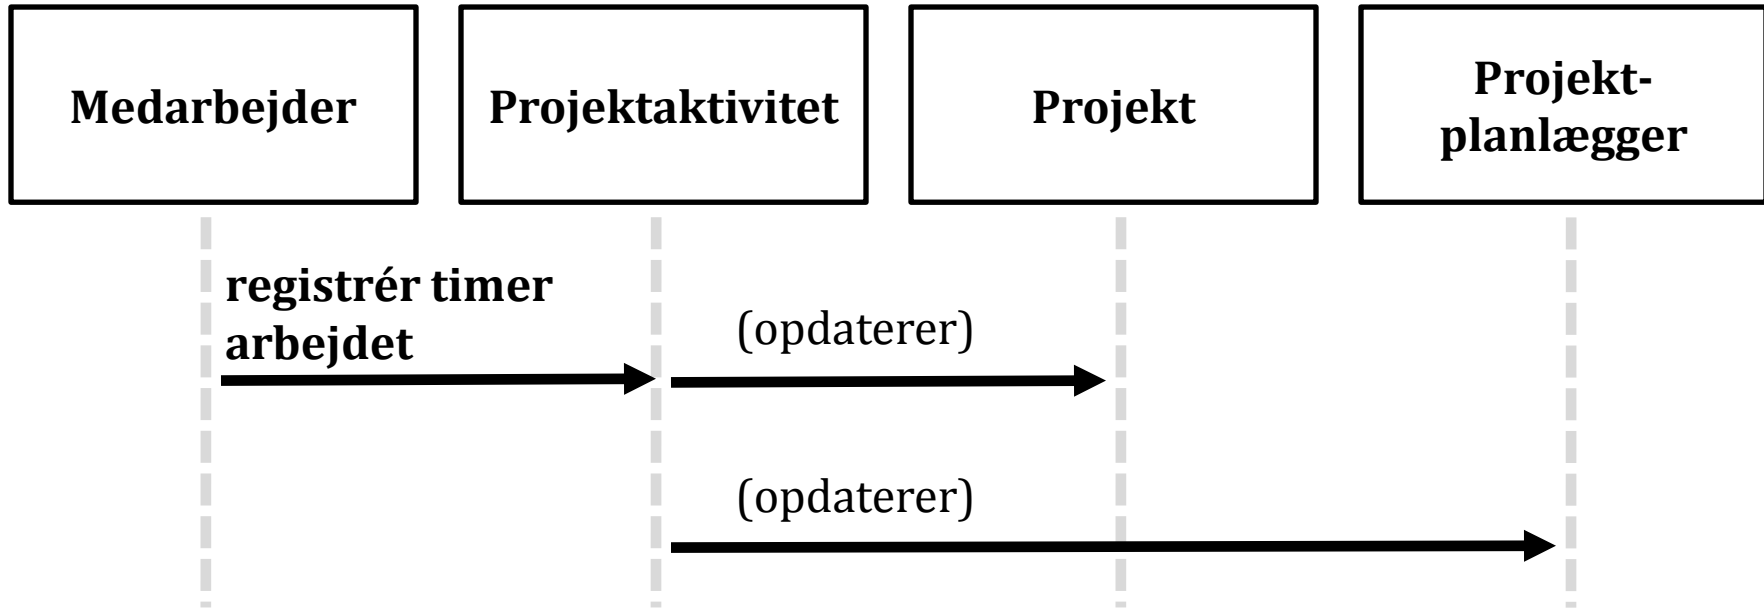 Medarbejder
Projektaktivitet
Projekt
Projekt-
planlægger
registrér timer
arbejdet
(opdaterer)
(opdaterer)